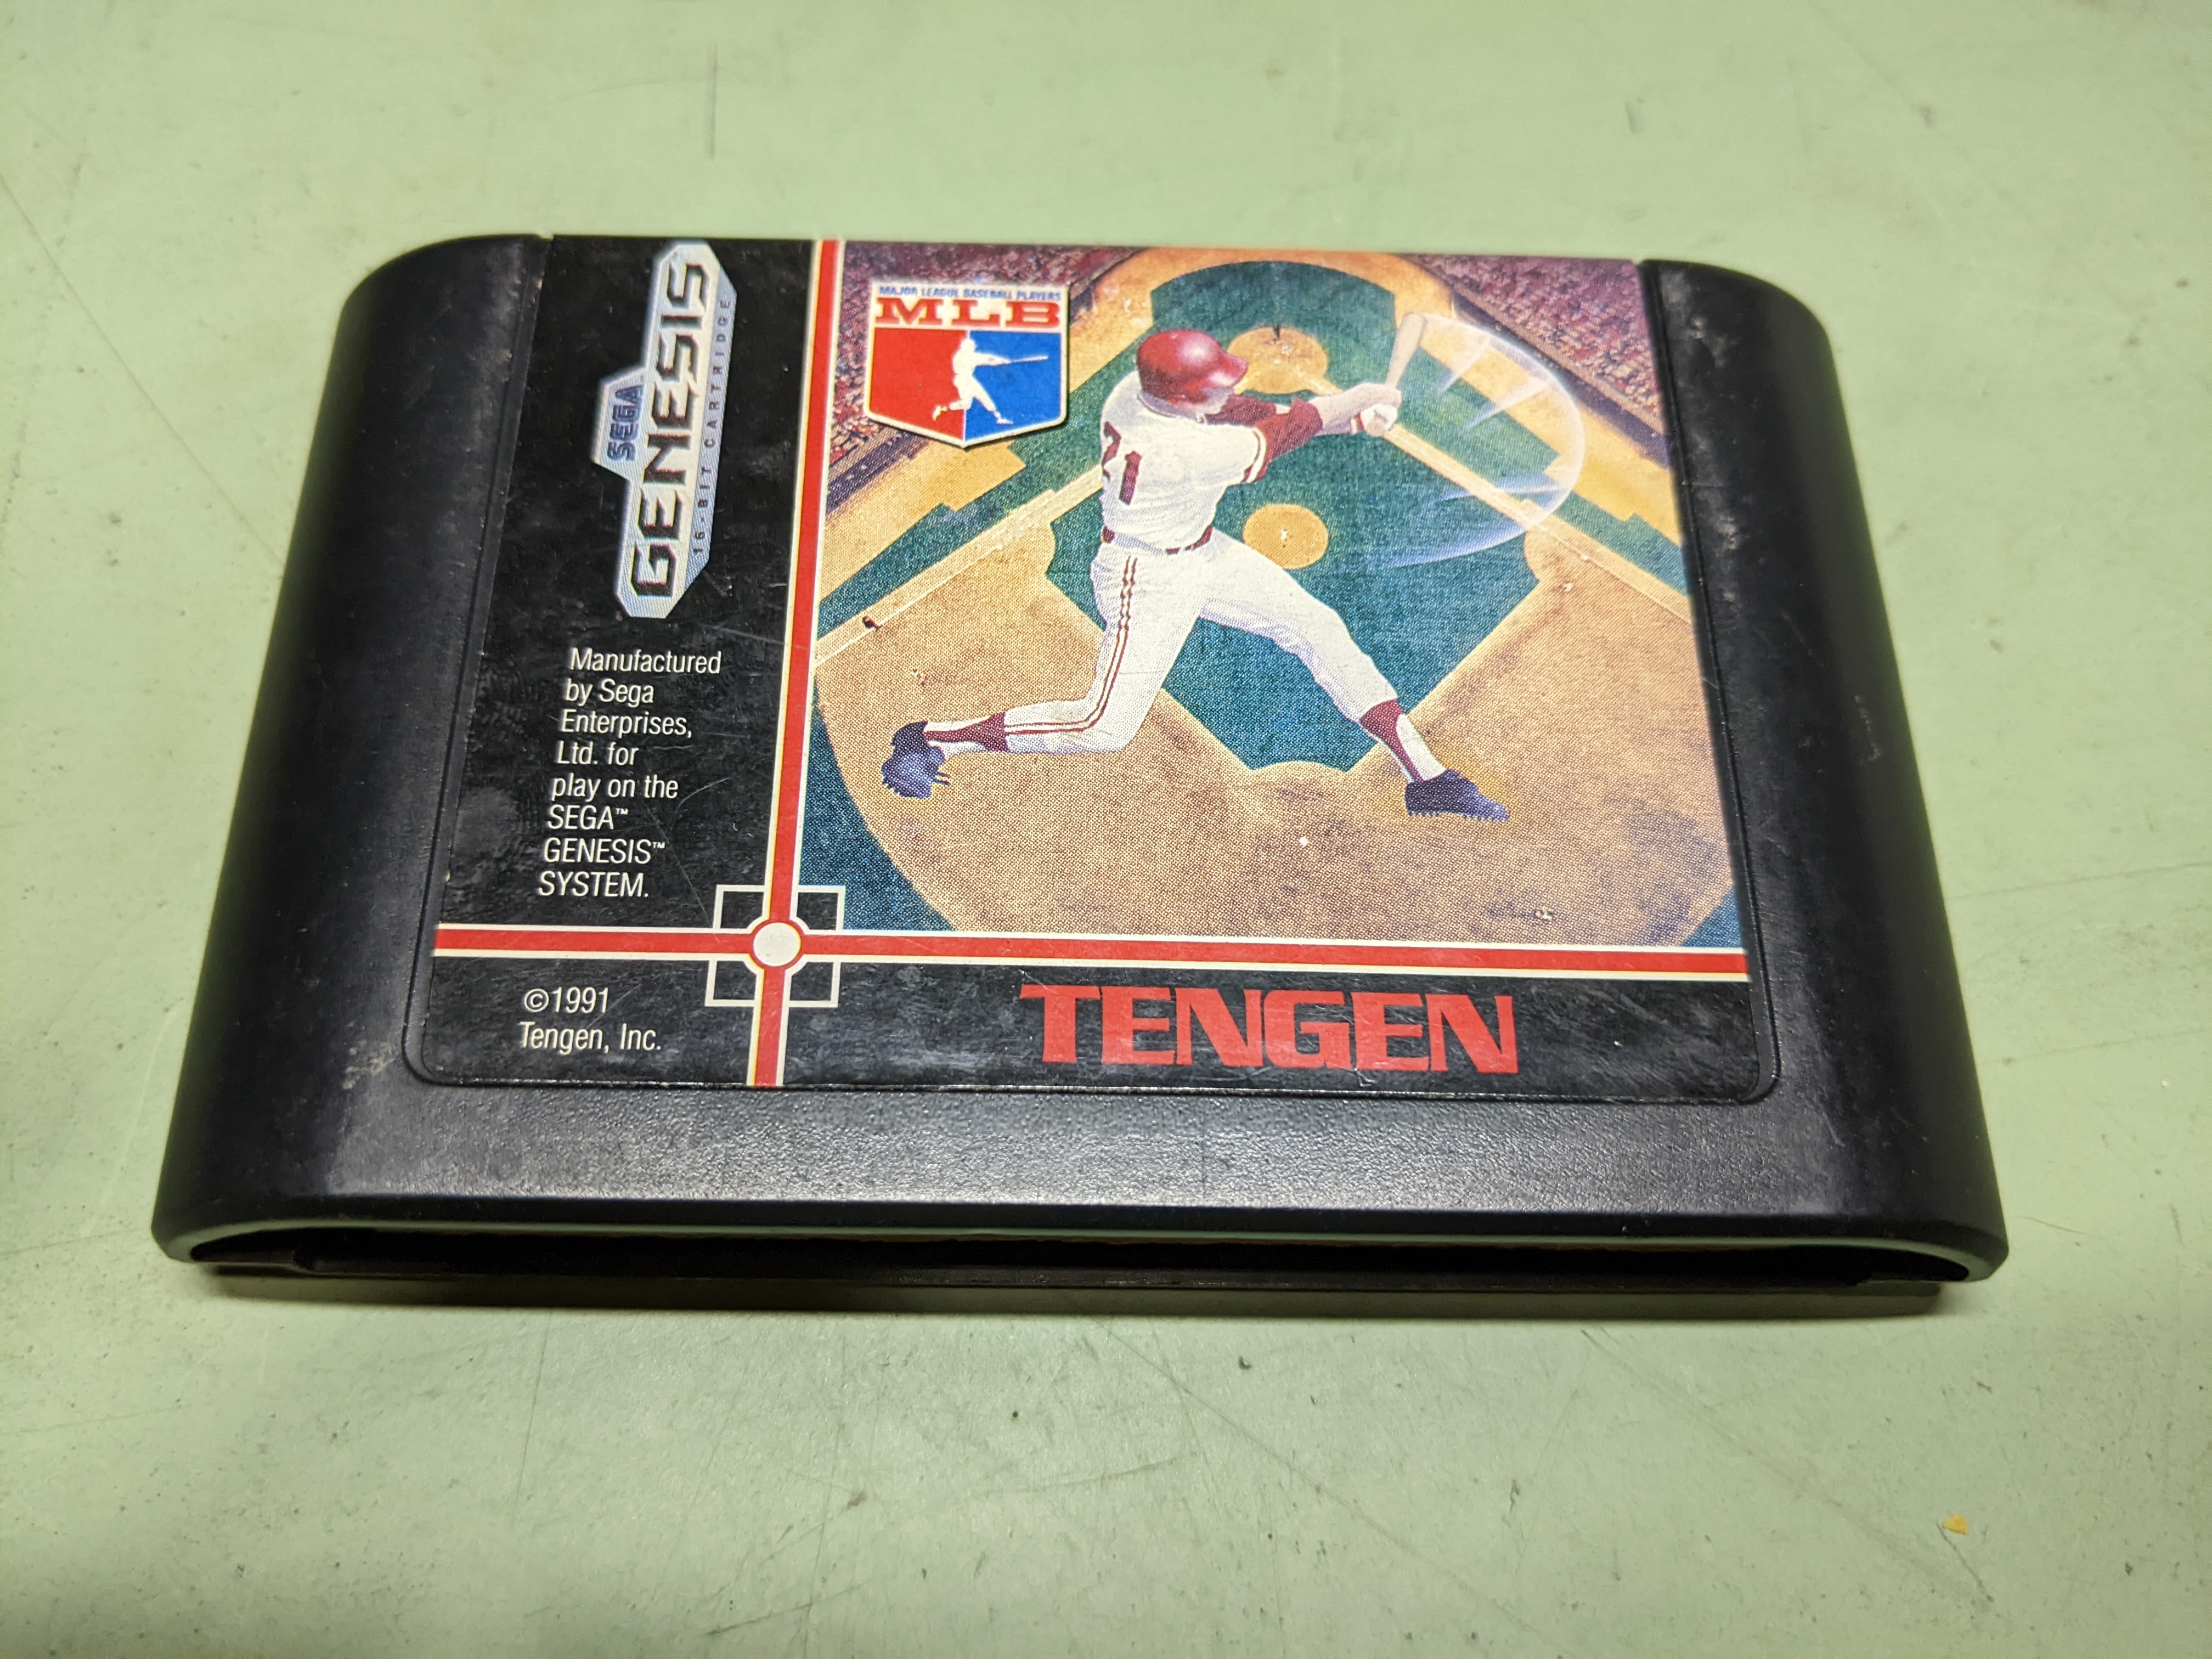 SEGA
GENESIS
16-BIT CARTRIDGE
MAJOR LEAGUE BASEBALL PLAYERS
MLB
21
Manufactured
by Sega
Enterprises,
Ltd. for
play on the
SEGA™
GENESIS™
SYSTEM.
©1991
Tengen, Inc.
TENGEN